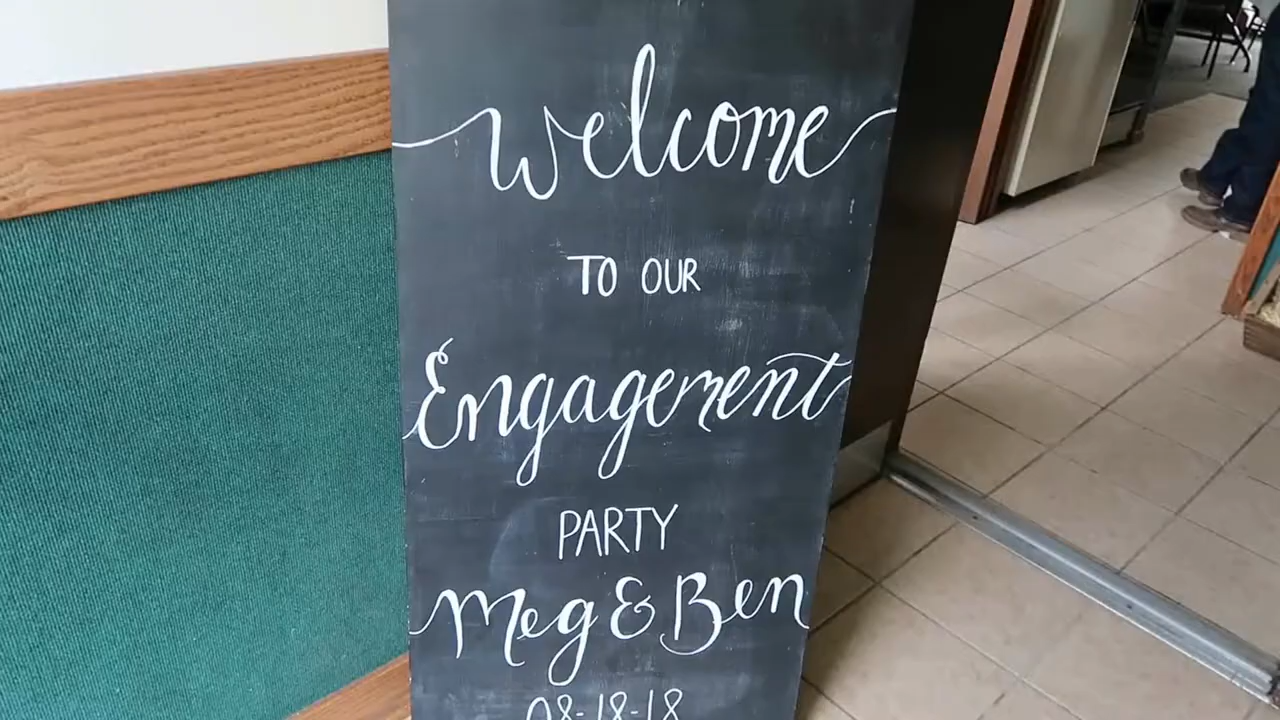 Welcome
TO OUR
Engagement
PARTY
Meg & Ben
08-18-18